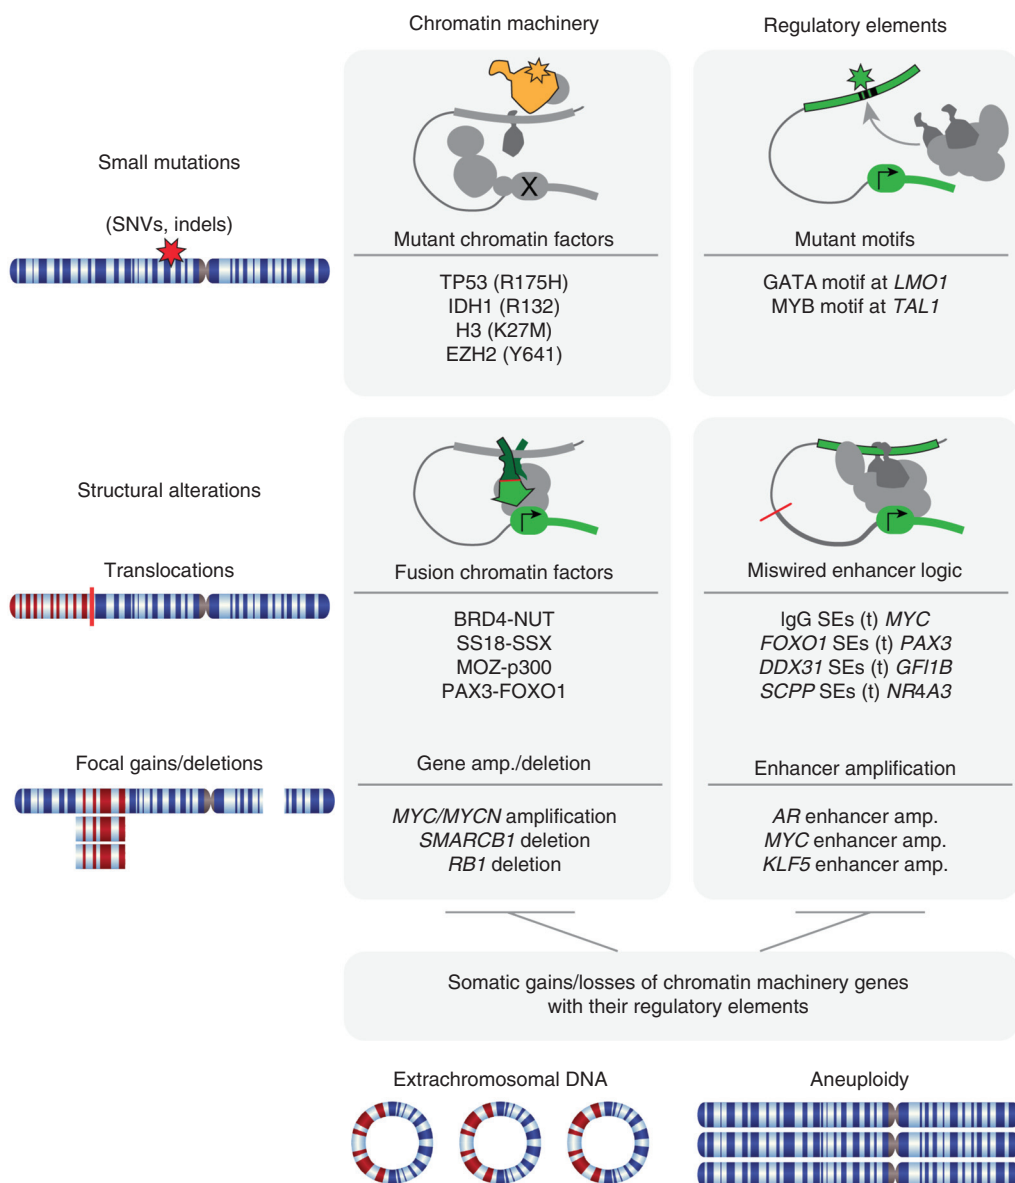 Chromatin machinery
Regulatory elements
Small mutations
(SNVs, indels)
X
Mutant chromatin factors
TP53 (R175H)
IDH1 (R132)
H3 (K27M)
EZH2 (Y641)
Mutant motifs
GATA motif at LMO1
MYB motif at TAL1
Structural alterations
Translocations
Fusion chromatin factors
BRD4-NUT
SS18-SSX
MOZ-p300
PAX3-FOXO1
Miswired enhancer logic
IgG SEs (t) MYC
FOXO1 SEs (t) PAX3
DDX31 SEs (t) GFI1B
SCPP SEs (t) NR4A3
Focal gains/deletions
Gene amp./deletion
MYC/MYCN amplification
SMARCB1 deletion
RB1 deletion
Enhancer amplification
AR enhancer amp.
MYC enhancer amp.
KLF5 enhancer amp.
Somatic gains/losses of chromatin machinery genes
with their regulatory elements
Extrachromosomal DNA
Aneuploidy